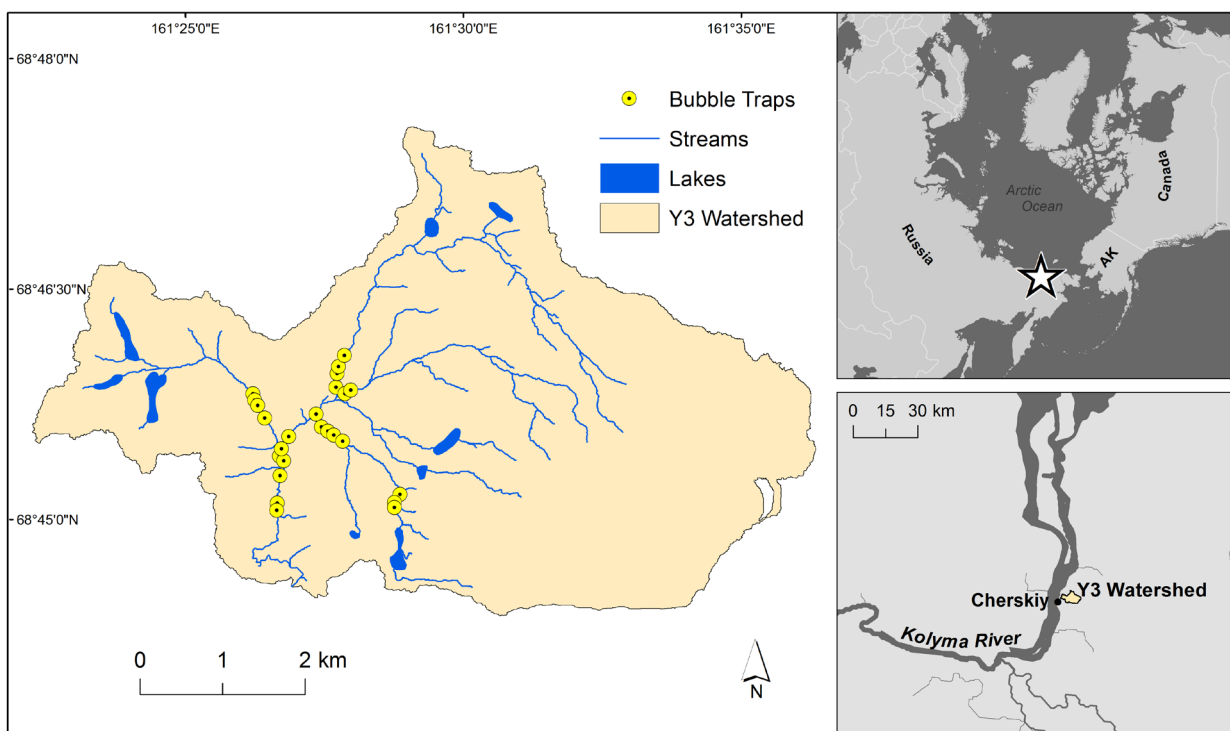 161°25'0"E
161°30'0"E
161°35'0"E
68°48'0"N
68°46'30"N
68°45'0"N
Bubble Traps
Streams
Lakes
Y3 Watershed
0 1 2 km
N
Arctic
Ocean
Canada
Russia
AK
0 15 30 km
Cherskiy
Y3 Watershed
Kolyma River